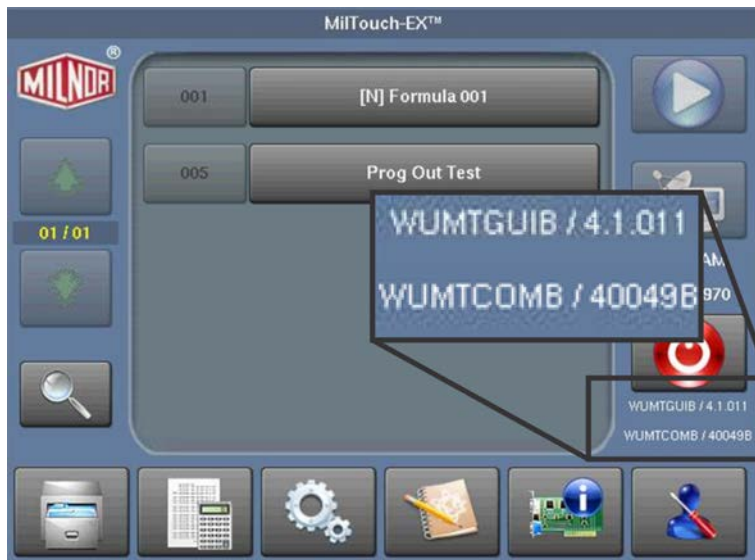 MilTouch-EX™
MILNOR®
001
[N] Formula 001
005
Prog Out Test
01 / 01
WUMTGUIB / 4.1.011
WUMTCOMB / 40049B
AM
970
WUMTGUIB / 4.1.011
WUMTCOMB / 40049B